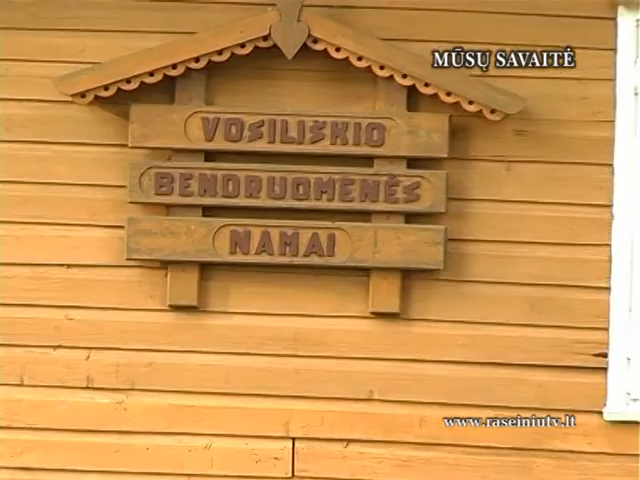 MŪSŲ SAVAITĖ
VOSILIŠKIO
BENDRUOMENĖS
NAMAI
www.raseiniutv.lt